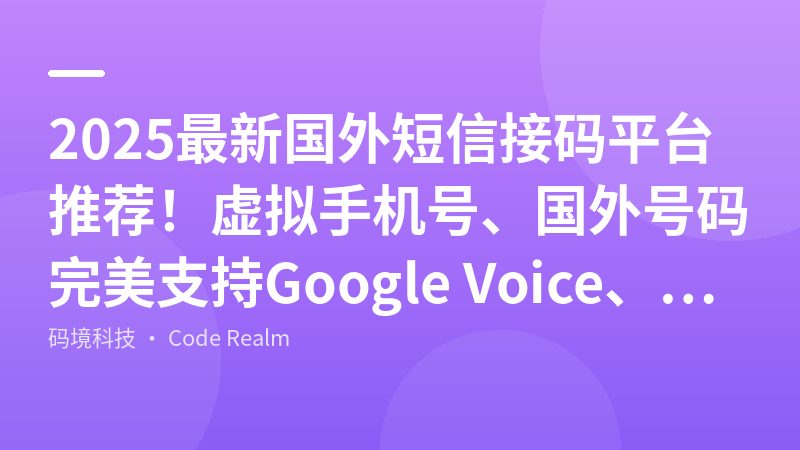 2025最新国外短信接码平台
推荐！虚拟手机号、国外号码
完美支持Google Voice、...
码境科技 · Code Realm